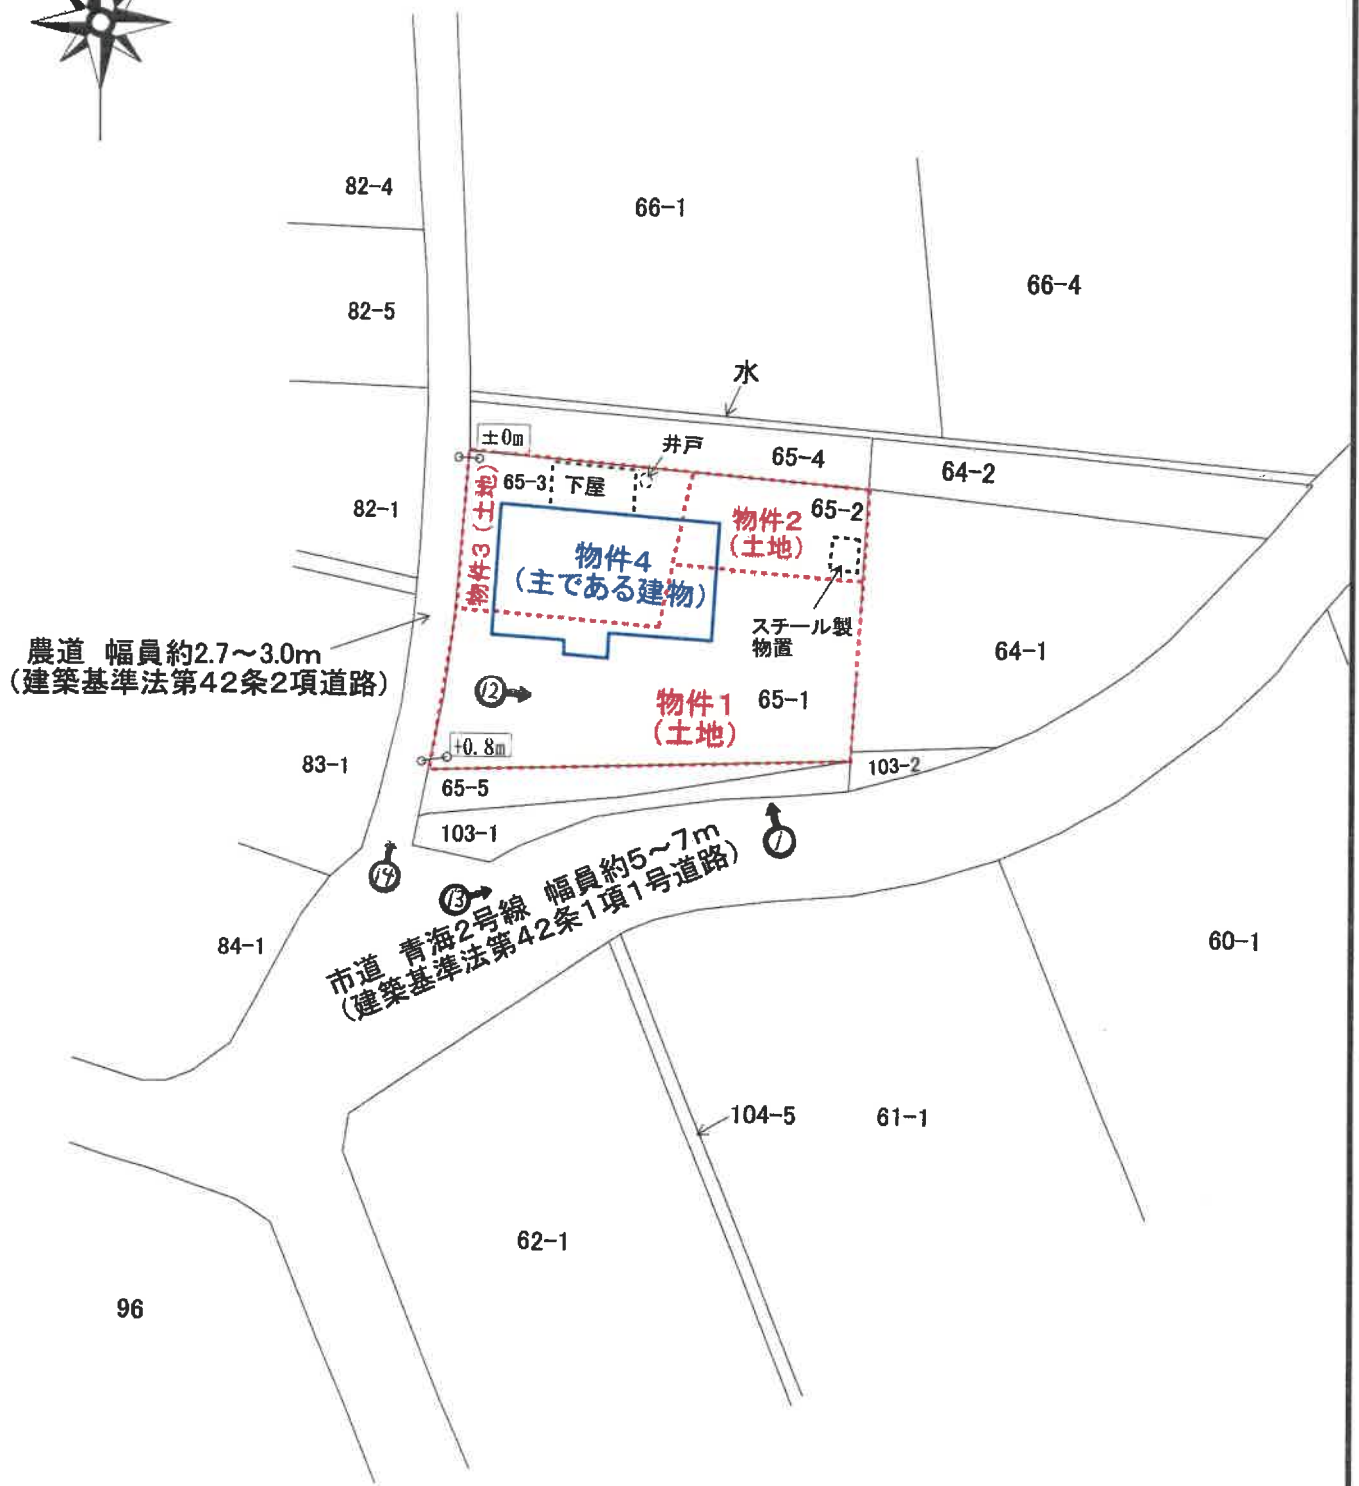 82-4
66-1
66-4
82-5
水
±0m
井戸
65-4
64-2
65-3
下屋
82-1
65-2
物件2
(土地)
物件3(土地)
物件4
(主である建物)
スチール製
物置
農道 幅員約2.7～3.0m
(建築基準法第42条2項道路)
64-1
⑫
物件1
(土地)
65-1
+0.8m
83-1
103-2
65-5
103-1
①
⑭
⑬
市道 青海2号線 幅員約5～7m
(建築基準法第42条1項1号道路)
84-1
60-1
104-5
61-1
62-1
96